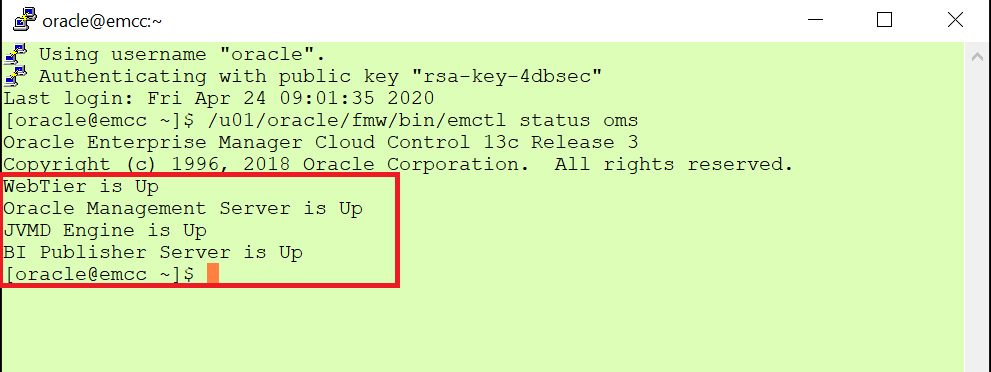 oracle@emcc:~
Using username "oracle".
Authenticating with public key "rsa-key-4dbsec"
Last login: Fri Apr 24 09:01:35 2020
[oracle@emcc ~]$ /u01/oracle/fmw/bin/emctl status oms
Oracle Enterprise Manager Cloud Control 13c Release 3
Copyright (c) 1996, 2018 Oracle Corporation.  All rights reserved.
WebTier is Up
Oracle Management Server is Up
JVMD Engine is Up
BI Publisher Server is Up
[oracle@emcc ~]$